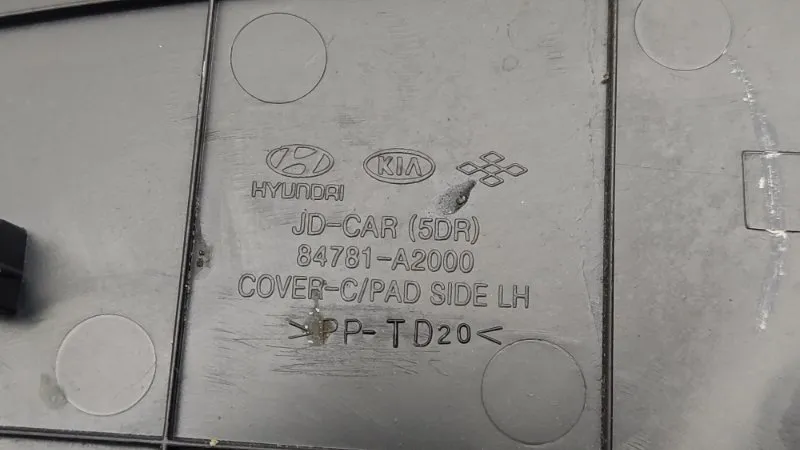 KIA
HYUNDAI
JD-CAR (5DR)
84781-A2000
COVER-C/PAD SIDE LH
>PP-TD20<